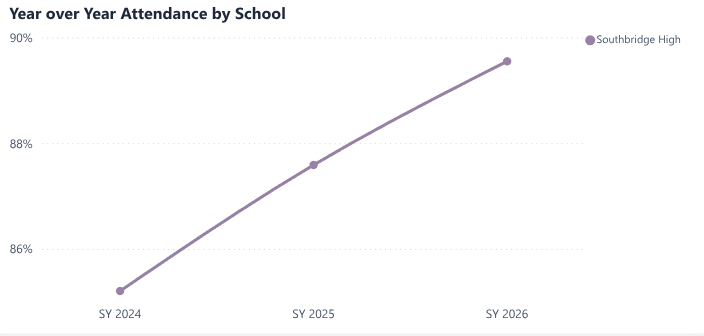 Year over Year Attendance by School
90%
Southbridge High
88%
86%
SY 2024
SY 2025
SY 2026